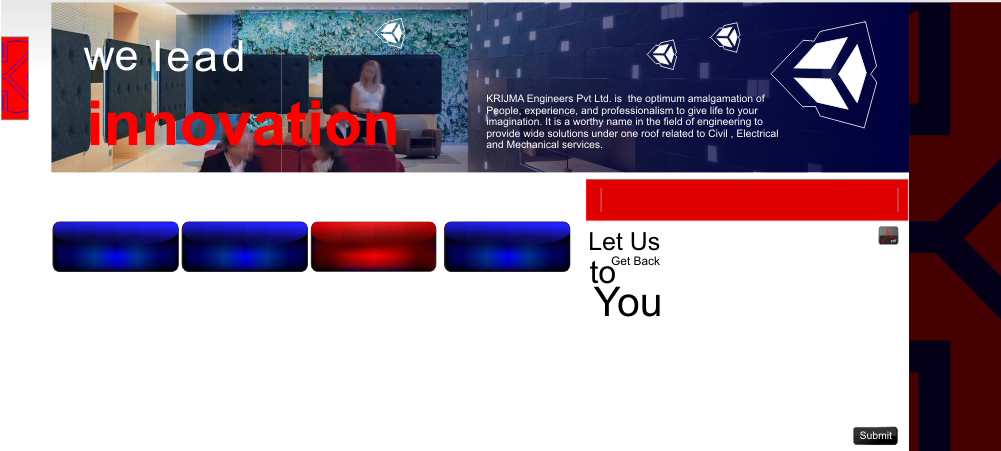 we lead
innovation
KRIJMA Engineers Pvt Ltd. is  the optimum amalgamation of
People, experience, and professionalism to give life to your
imagination. It is a worthy name in the field of engineering to
provide wide solutions under one roof related to Civil , Electrical
and Mechanical services.
Let Us
Get Back
to
You
Submit